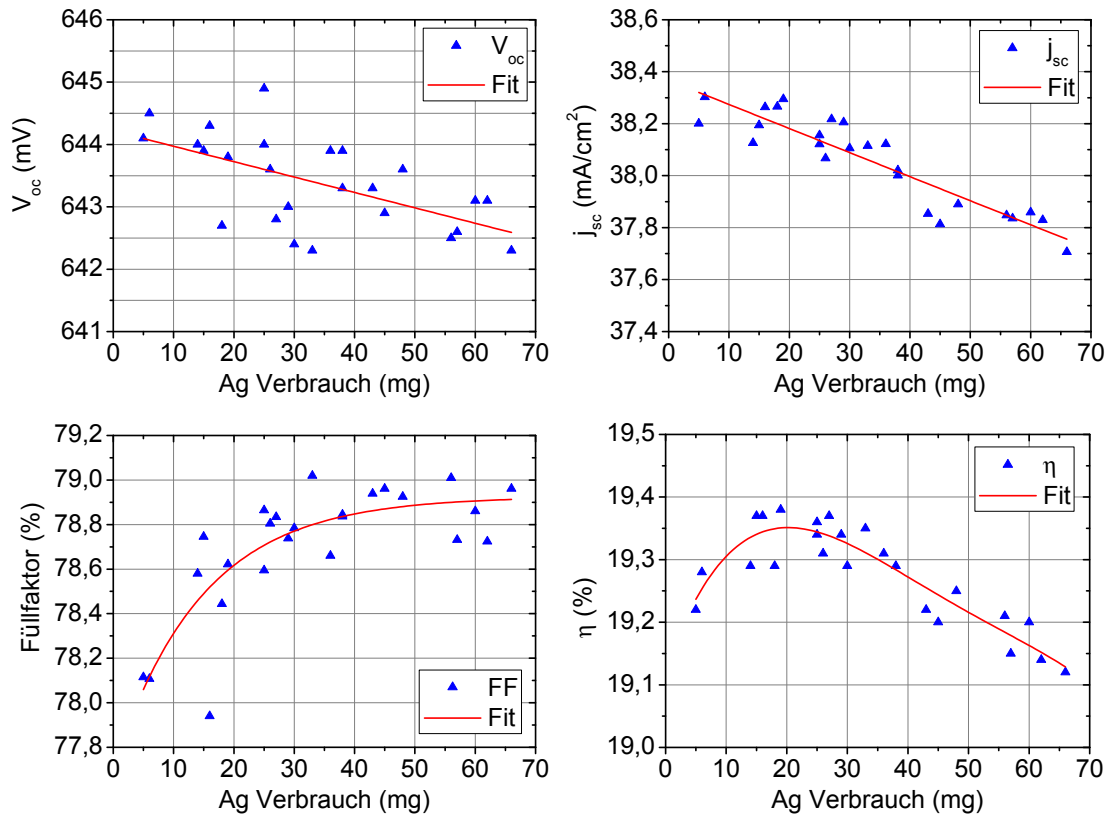 646
645
644
643
642
641
V_oc (mV)
V_oc
Fit
0 10 20 30 40 50 60 70
Ag Verbrauch (mg)
38,6
38,4
38,2
38,0
37,8
37,6
37,4
j_sc (mA/cm²)
j_sc
Fit
0 10 20 30 40 50 60 70
Ag Verbrauch (mg)
79,2
79,0
78,8
78,6
78,4
78,2
78,0
77,8
Füllfaktor (%)
FF
Fit
0 10 20 30 40 50 60 70
Ag Verbrauch (mg)
19,5
19,4
19,3
19,2
19,1
19,0
η (%)
η
Fit
0 10 20 30 40 50 60 70
Ag Verbrauch (mg)